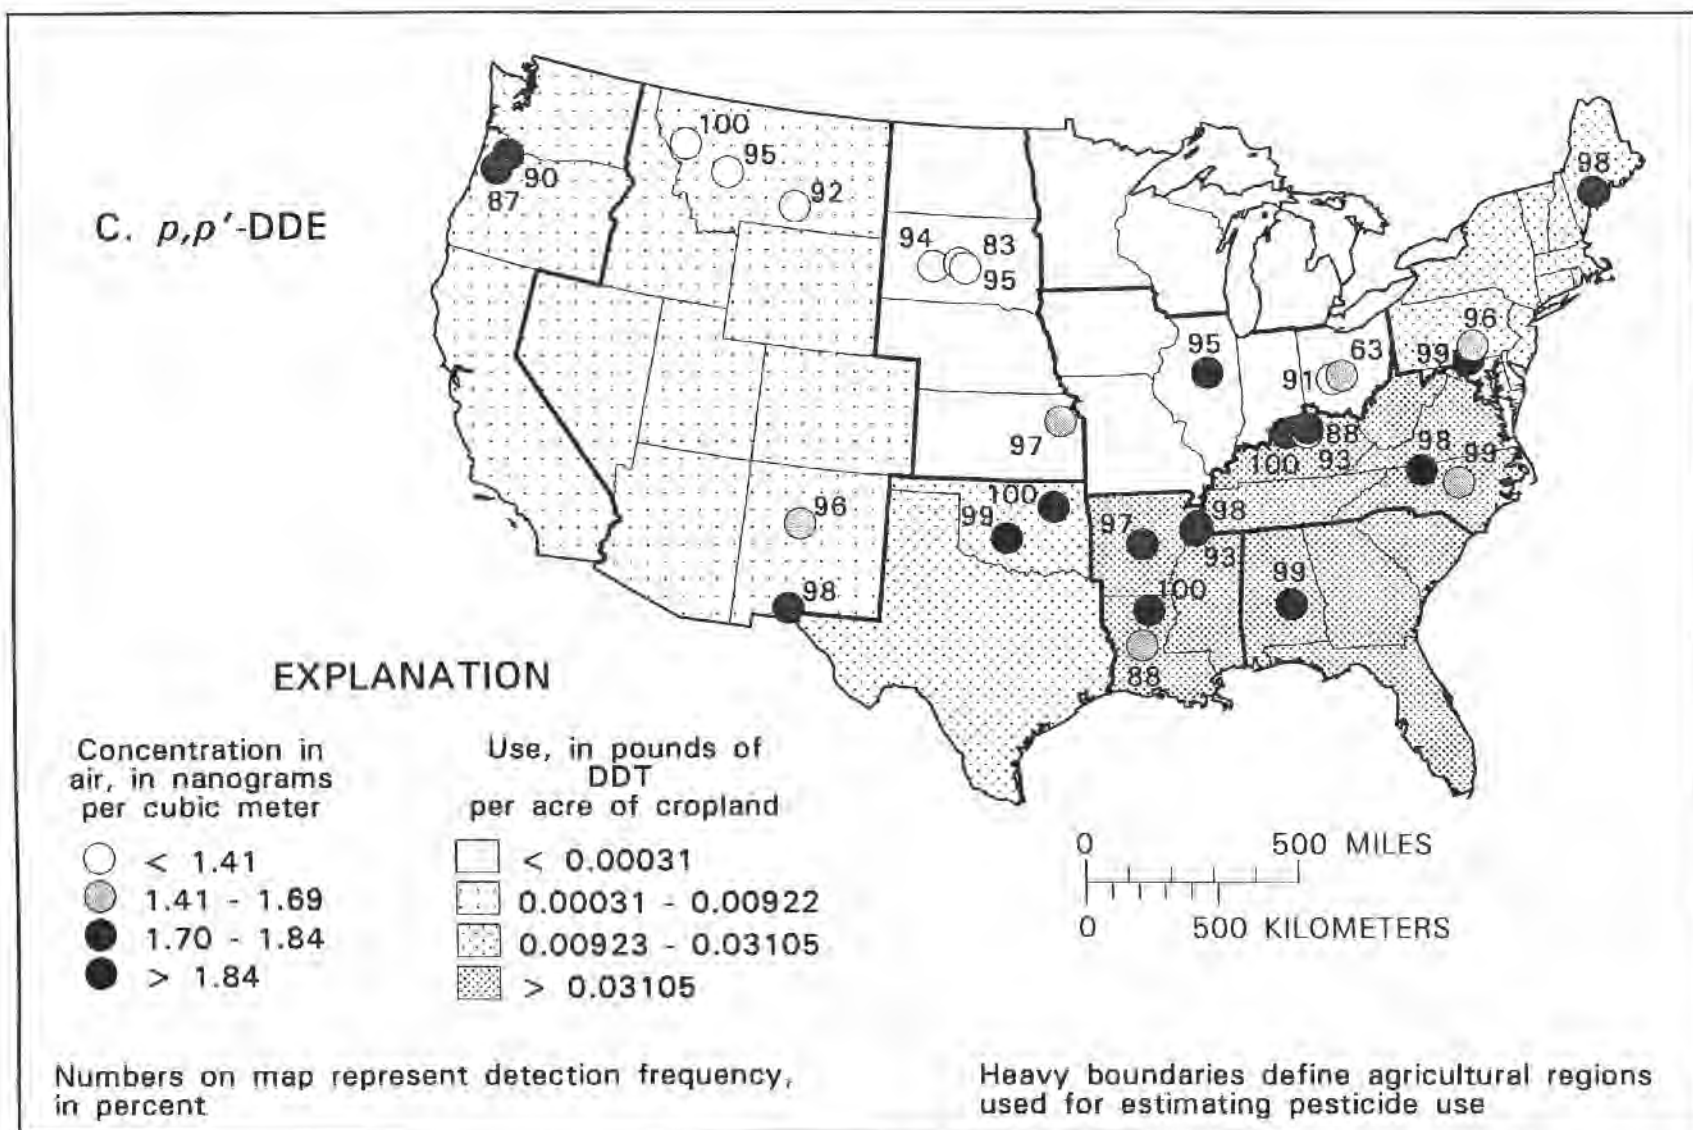 C. p,p′-DDE
100
95
92
90
87
94
83
95
98
96
99
95
63
91
97
88
93
100
98
99
96
98
100
99
97
98
93
100
88
99
EXPLANATION
Concentration in
air, in nanograms
per cubic meter
< 1.41
1.41 - 1.69
1.70 - 1.84
> 1.84
Use, in pounds of
DDT
per acre of cropland
< 0.00031
0.00031 - 0.00922
0.00923 - 0.03105
> 0.03105
0 500 MILES
0 500 KILOMETERS
Numbers on map represent detection frequency,
in percent
Heavy boundaries define agricultural regions
used for estimating pesticide use